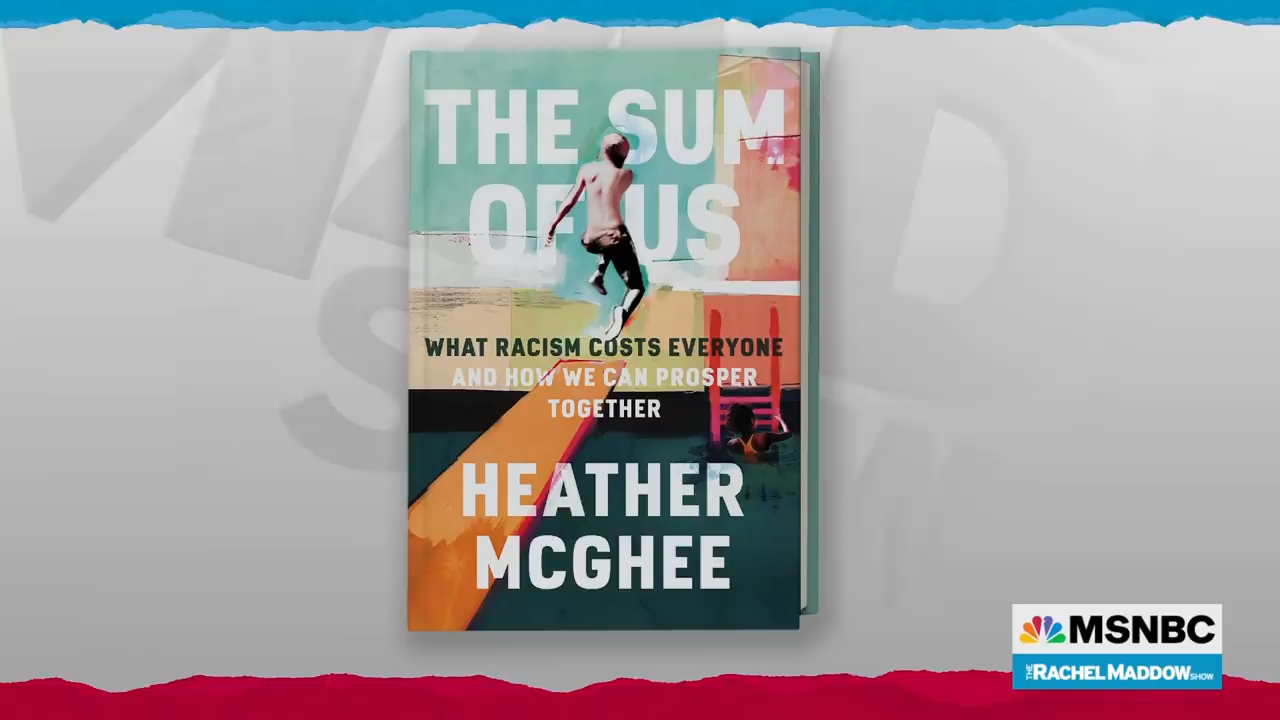 THE SUM
OF US
WHAT RACISM COSTS EVERYONE
AND HOW WE CAN PROSPER
TOGETHER
HEATHER
MCGHEE
MSNBC
THE RACHEL MADDOW SHOW